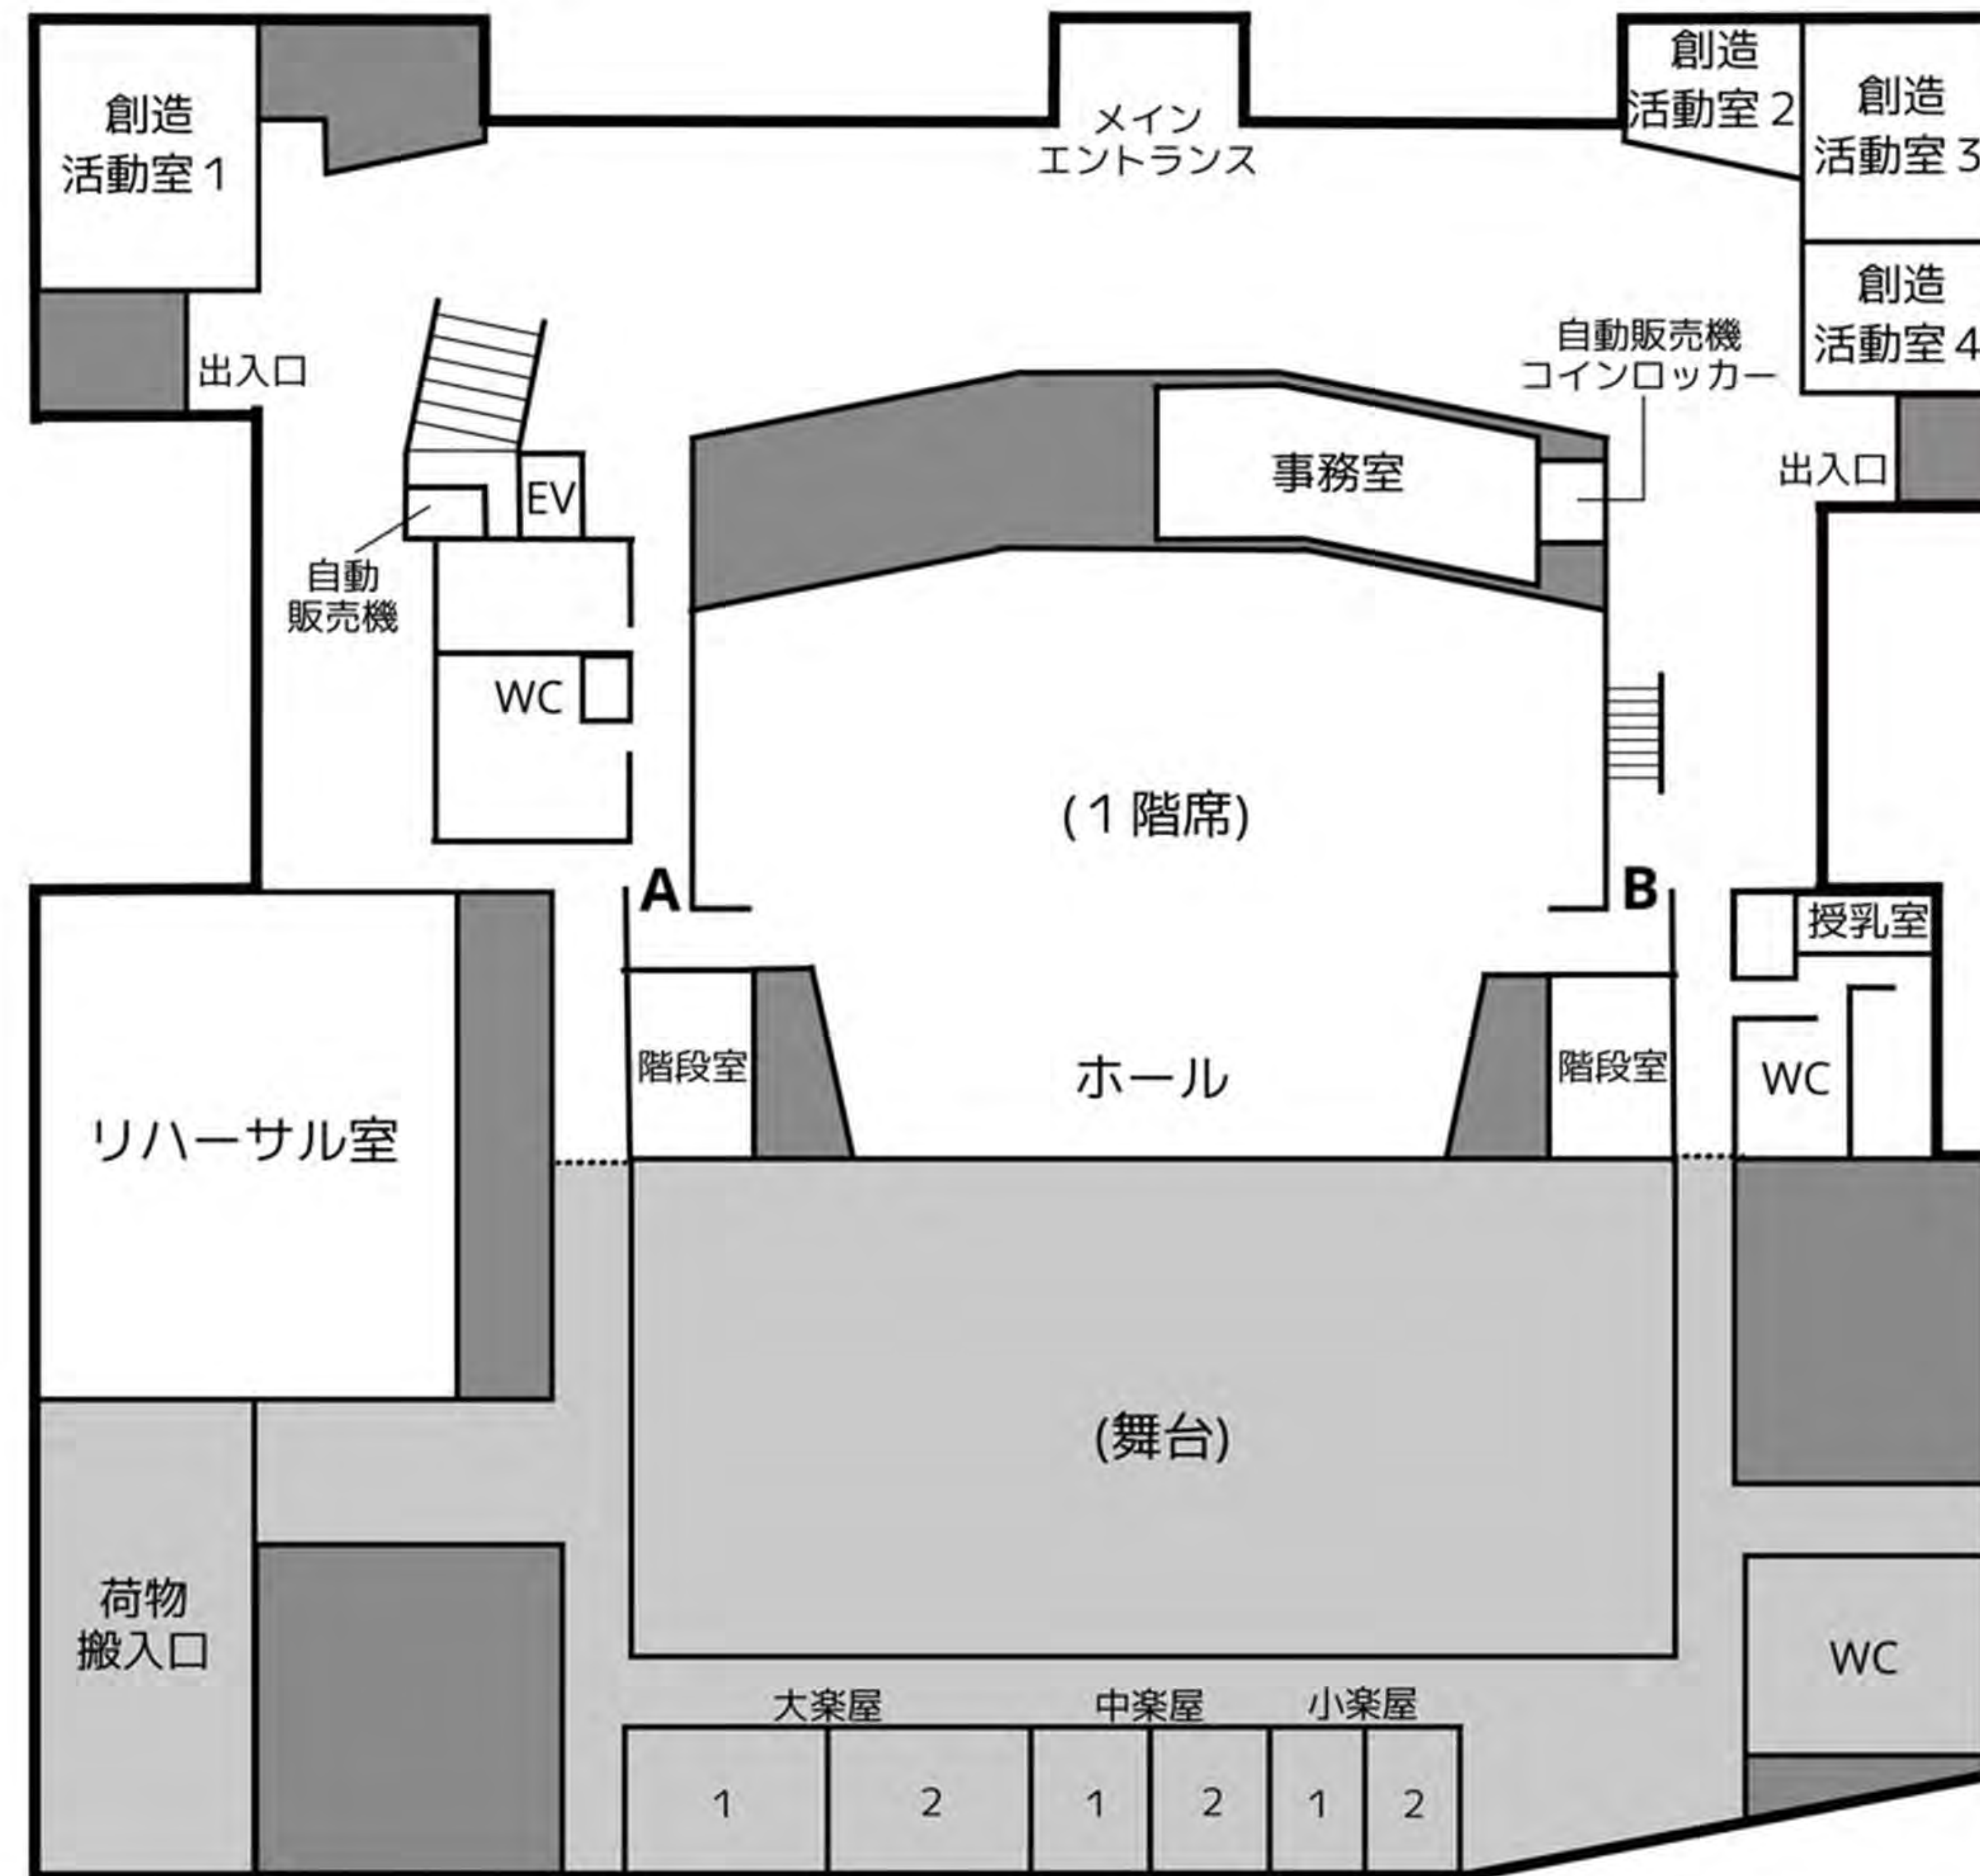 創造
活動室1
メイン
エントランス
創造
活動室2
創造
活動室3
創造
活動室4
出入口
自動販売機
コインロッカー
出入口
事務室
EV
自動
販売機
WC
(1階席)
A
B
授乳室
階段室
ホール
階段室
WC
リハーサル室
(舞台)
荷物
搬入口
WC
大楽屋
中楽屋
小楽屋
1
2
1
2
1
2